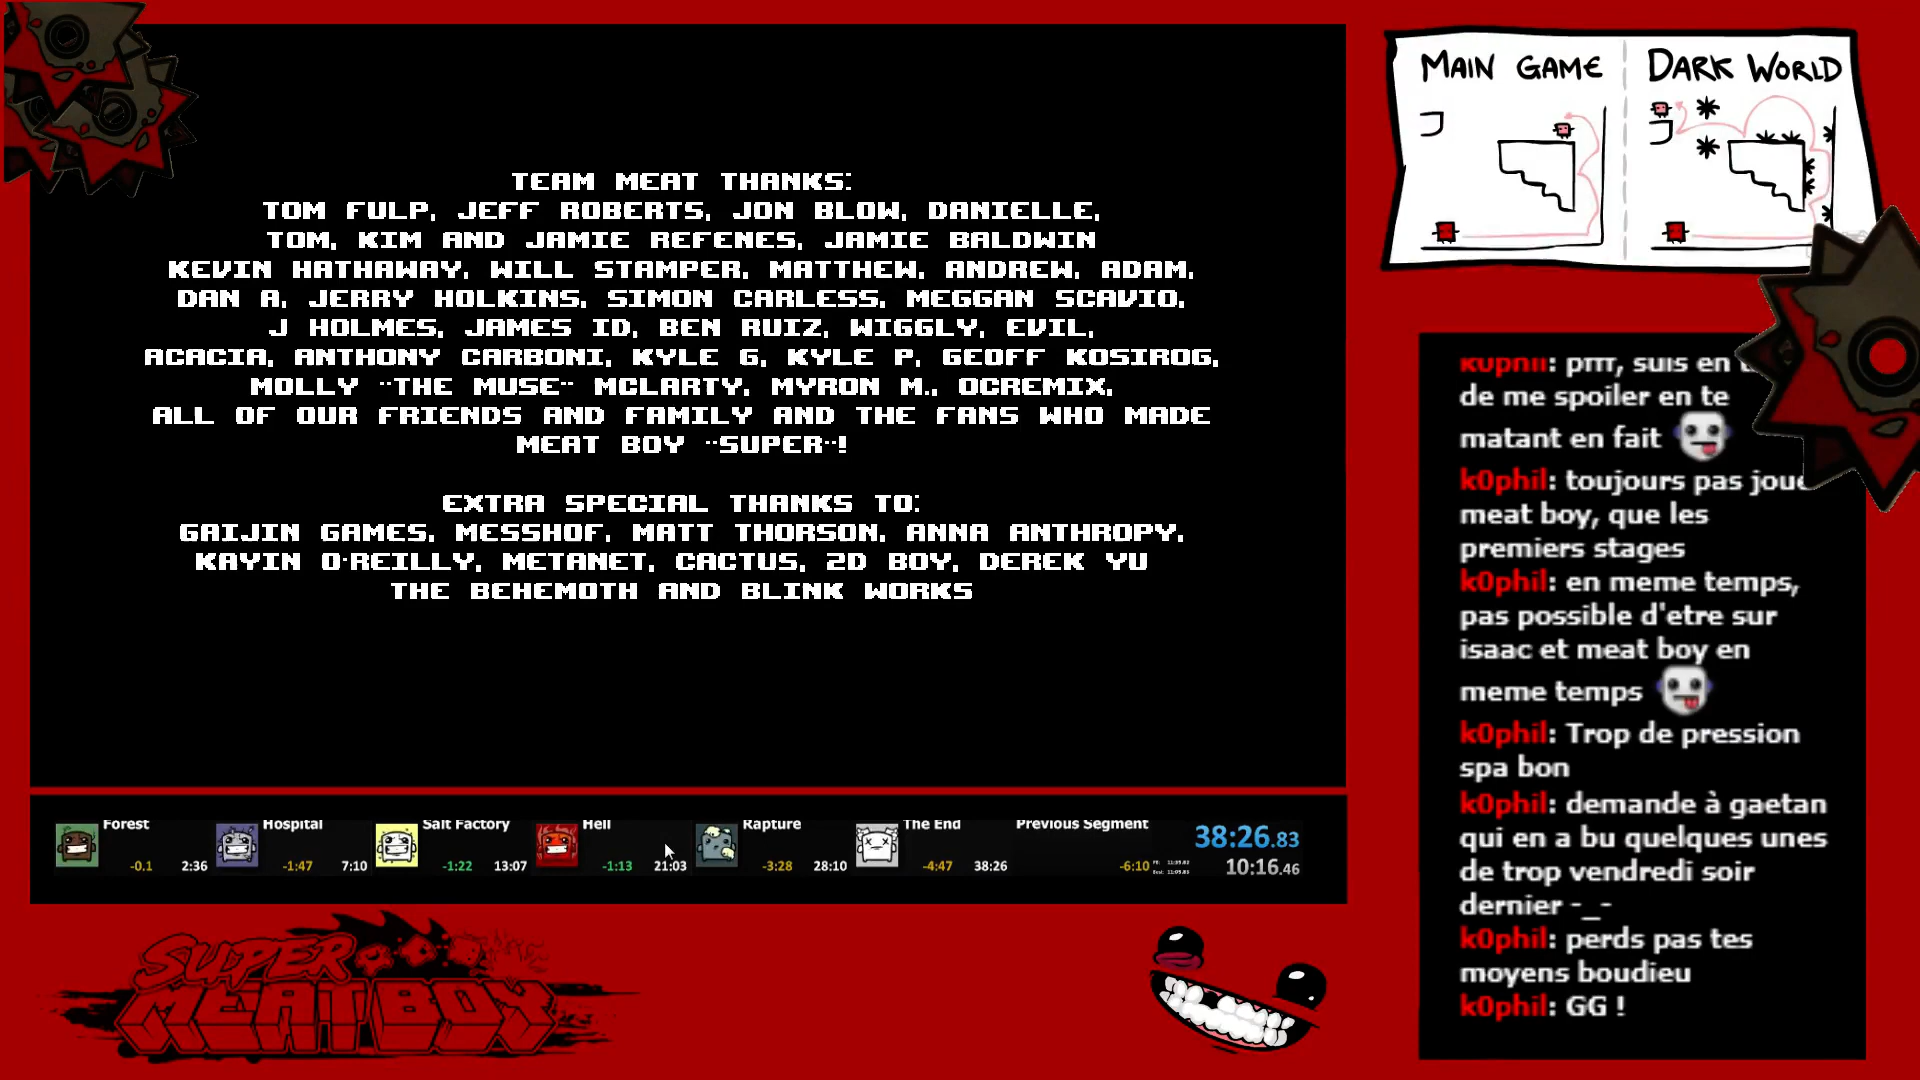 TEAM MEAT THANKS:
TOM FULP, JEFF ROBERTS, JON BLOW, DANIELLE,
TOM, KIM AND JAMIE REFENES, JAMIE BALDWIN
KEVIN HATHAWAY, WILL STAMPER, MATTHEW, ANDREW, ADAM,
DAN A, JERRY HOLKINS, SIMON CARLESS, MEGGAN SCAVIO,
J HOLMES, JAMES ID, BEN RUIZ, WIGGLY, EVIL,
ACACIA, ANTHONY CARBONI, KYLE G, KYLE P, GEOFF KOSIROG,
MOLLY "THE MUSE" MCLARTY, MYRON M., OCREMIX,
ALL OF OUR FRIENDS AND FAMILY AND THE FANS WHO MADE
MEAT BOY "SUPER"!
EXTRA SPECIAL THANKS TO:
GAIJIN GAMES, MESSHOF, MATT THORSON, ANNA ANTHROPY,
KAYIN O'REILLY, METANET, CACTUS, 2D BOY, DEREK YU
THE BEHEMOTH AND BLINK WORKS
Forest -0.1 2:36
Hospital -1:47 7:10
Salt Factory -1:22 13:07
Hell -1:13 21:03
Rapture -3:28 28:10
The End -4:47 38:26
Previous Segment -6:10
38:26.83
10:16.46
SUPER
MEAT BOY
MAIN GAME
DARK WORLD
k0phil: pfff, suis en
de me spoiler en te
matant en fait
k0phil: toujours pas joué
meat boy, que les
premiers stages
k0phil: en meme temps,
pas possible d'etre sur
isaac et meat boy en
meme temps
k0phil: Trop de pression
spa bon
k0phil: demande à gaetan
qui en a bu quelques unes
de trop vendredi soir
dernier -_-
k0phil: perds pas tes
moyens boudieu
k0phil: GG !